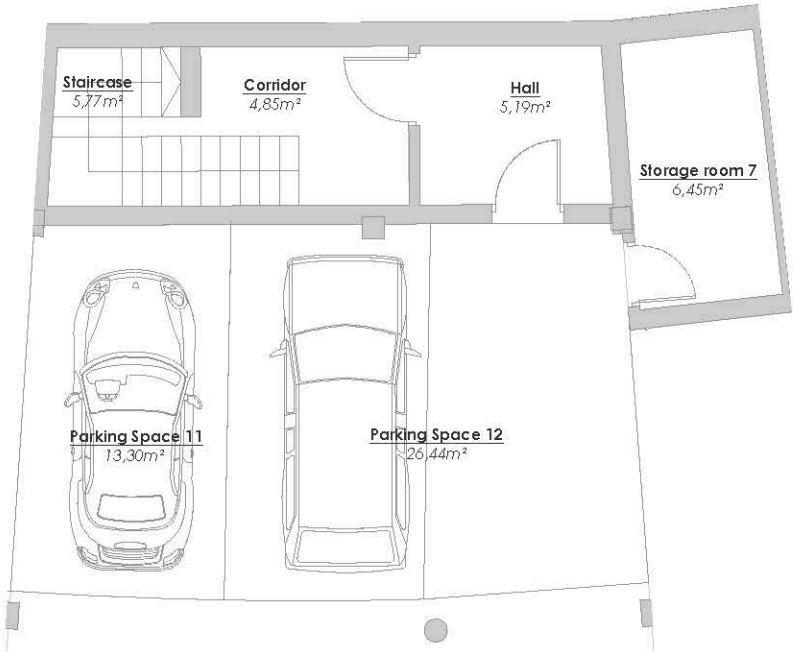 Staircase
5,77m²
Corridor
4,85m²
Hall
5,19m²
Storage room 7
6,45m²
Parking Space 11
13,30m²
Parking Space 12
26,44m²